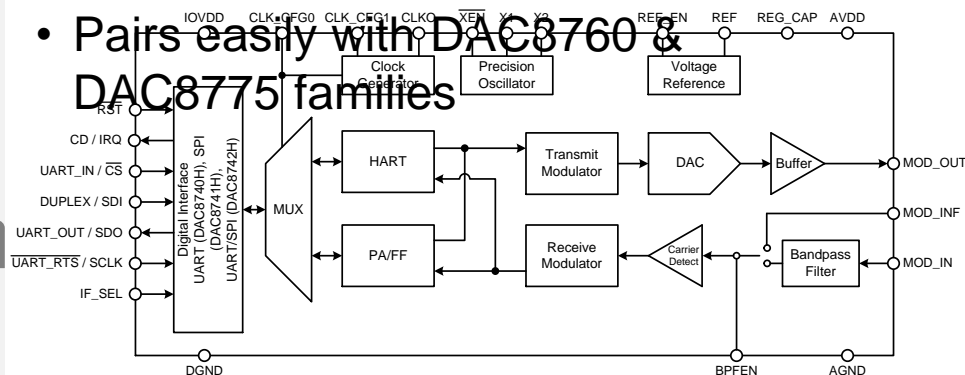 • Pairs easily with DAC8760 &
DAC8775 families
IOVDD CLK_CFG0 CLK_CFG1 CLKO XEN X1 X2 REF_EN REF REG_CAP AVDD
Clock
Generator
Precision
Oscillator
Voltage
Reference
RST
CD / IRQ
UART_IN / CS
DUPLEX / SDI
UART_OUT / SDO
UART_RTS / SCLK
IF_SEL
Digital Interface
UART (DAC8740H), SPI
(DAC8741H),
UART/SPI (DAC8742H)
MUX
HART
PA/FF
Transmit
Modulator
Receive
Modulator
DAC
Buffer
Carrier
Detect
Bandpass
Filter
MOD_OUT
MOD_INF
MOD_IN
DGND
BPFEN
AGND